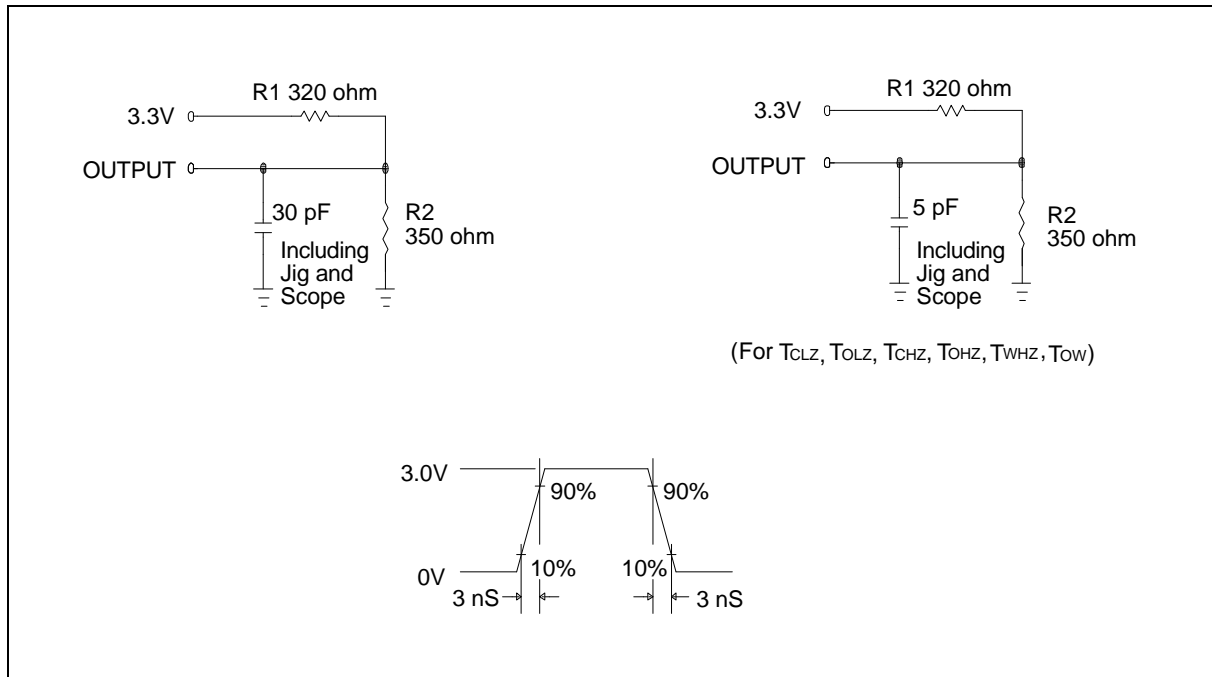 R1 320 ohm
3.3V
OUTPUT
30 pF
R2
350 ohm
Including
Jig and
Scope
R1 320 ohm
3.3V
OUTPUT
5 pF
R2
350 ohm
Including
Jig and
Scope
(For TCLZ, TOLZ, TCHZ, TOHZ, TWHZ, TOW)
3.0V
90%
90%
0V
10%
10%
3 nS
3 nS